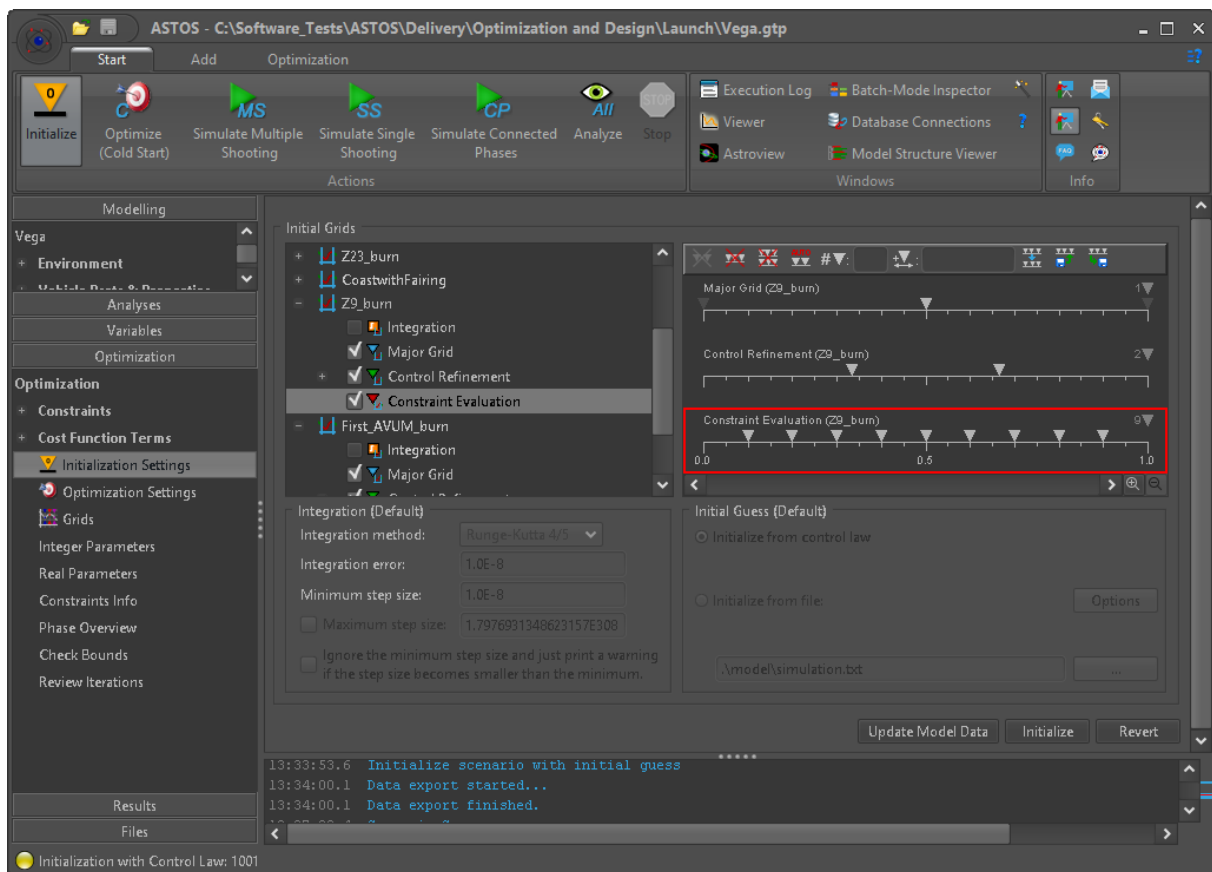 ASTOS - C:\Software_Tests\ASTOS\Delivery\Optimization and Design\Launch\Vega.gtp
Start Add Optimization
Initialize
Optimize (Cold Start)
Simulate Multiple Shooting
Simulate Single Shooting
Simulate Connected Phases
Analyze
Stop
0
C
MS
SS
CP
All
STOP
Actions
Execution Log
Viewer
Astroview
Batch-Mode Inspector
Database Connections
Model Structure Viewer
Windows
FAQ
Info
Modelling
Vega
+ Environment
Analyses
Variables
Optimization
Optimization
+ Constraints
+ Cost Function Terms
Initialization Settings
Optimization Settings
Grids
Integer Parameters
Real Parameters
Constraints Info
Phase Overview
Check Bounds
Review Iterations
Results
Files
Initial Grids
+ Z23_burn
+ CoastwithFairing
- Z9_burn
Integration
Major Grid
+ Control Refinement
Constraint Evaluation
- First_AVUM_burn
Integration
Major Grid
#▼:
Major Grid (Z9_burn) 1
Control Refinement (Z9_burn) 2
Constraint Evaluation (Z9_burn) 9
0.0 0.5 1.0
Integration (Default)
Integration method: Runge-Kutta 4/5
Integration error: 1.0E-8
Minimum step size: 1.0E-8
Maximum step size: 1.7976931348623157E308
Ignore the minimum step size and just print a warning
if the step size becomes smaller than the minimum.
Initial Guess (Default)
Initialize from control law
Initialize from file: Options
.\model\simulation.txt ...
Update Model Data Initialize Revert
13:33:53.6 Initialize scenario with initial guess
13:34:00.1 Data export started...
13:34:00.1 Data export finished.
Initialization with Control Law: 1001